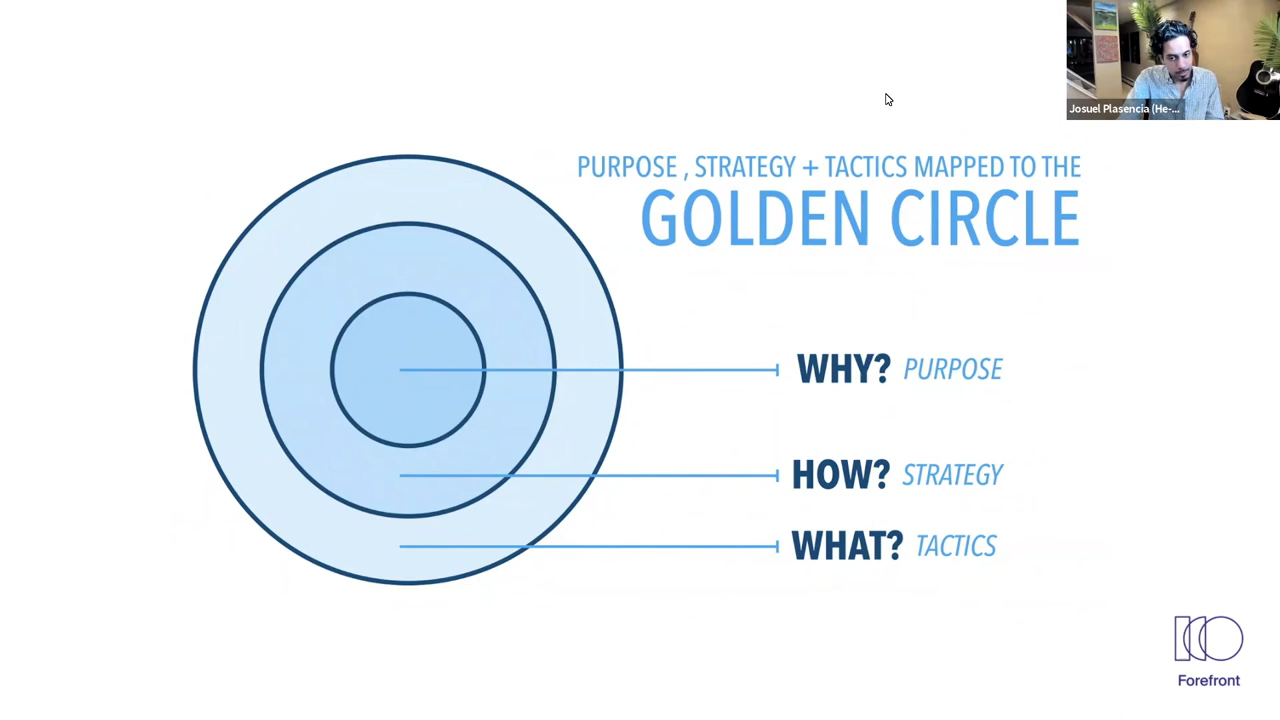 Josuel Plasencia (He-...
PURPOSE , STRATEGY + TACTICS MAPPED TO THE
GOLDEN CIRCLE
WHY? PURPOSE
HOW? STRATEGY
WHAT? TACTICS
Forefront